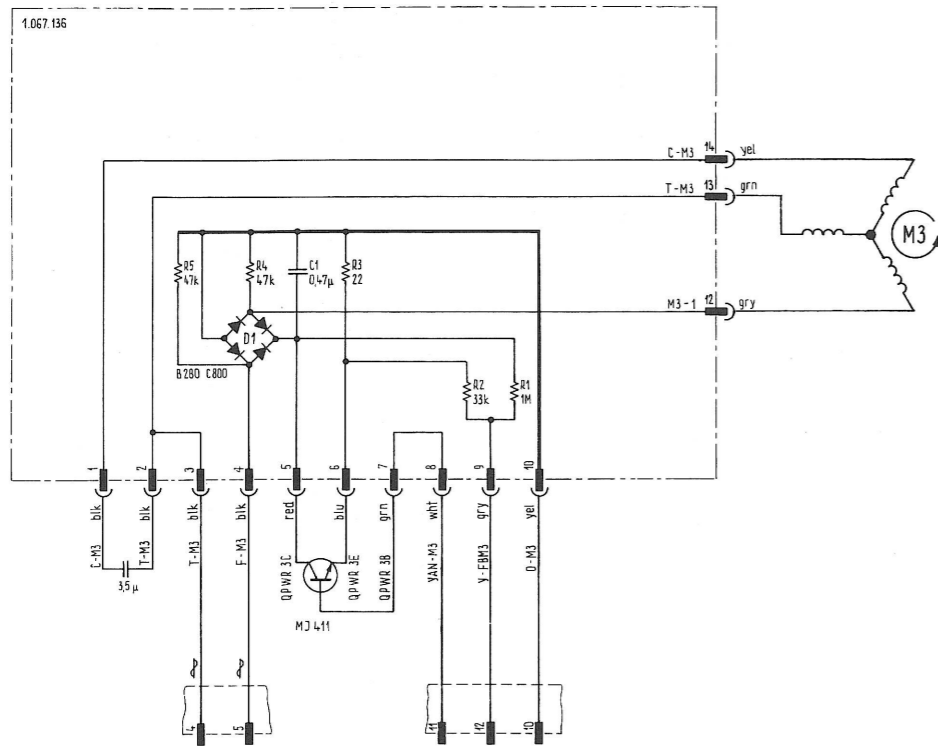 1.067.136
C-M3 14 yel
T-M3 13 grn
M3
R5
47k
R4
47k
C1
0,47µ
R3
22
M3-1 12 gry
D1
B280 C800
R2
33k
R1
1M
1 2 3 4 5 6 7 8 9 10
blk blk blk blk red blu grn wht gry yel
C-M3 T-M3 T-M3 F-M3 QPWR 3C QPWR 3E QPWR 3B YAN-M3 Y-FBM3 0-M3
3,5 µ
MJ 411
4 5 11 12 10